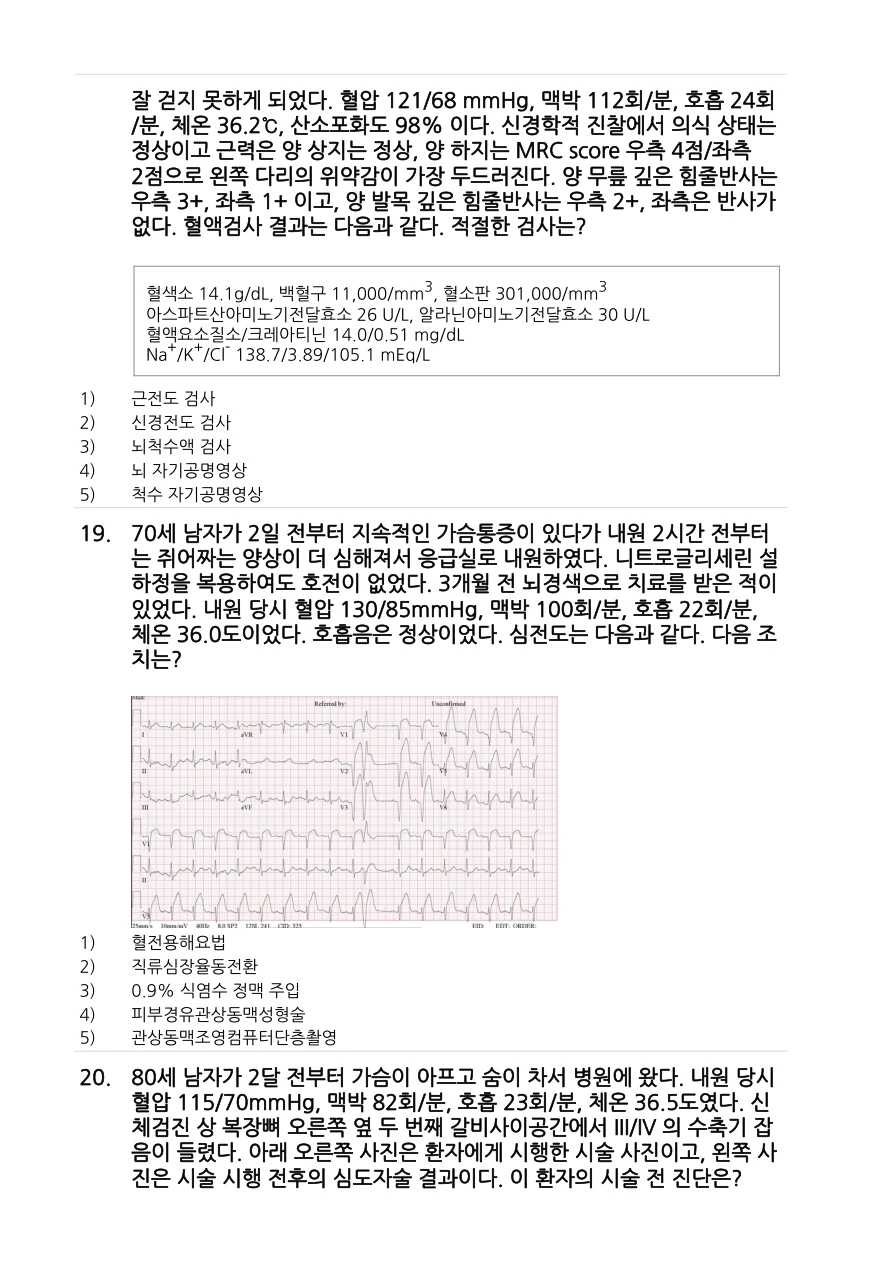 잘 걷지 못하게 되었다. 혈압 121/68 mmHg, 맥박 112회/분, 호흡 24회
/분, 체온 36.2℃, 산소포화도 98% 이다. 신경학적 진찰에서 의식 상태는
정상이고 근력은 양 상지는 정상, 양 하지는 MRC score 우측 4점/좌측
2점으로 왼쪽 다리의 위약감이 가장 두드러진다. 양 무릎 깊은 힘줄반사는
우측 3+, 좌측 1+ 이고, 양 발목 깊은 힘줄반사는 우측 2+, 좌측은 반사가
없다. 혈액검사 결과는 다음과 같다. 적절한 검사는?
혈색소 14.1g/dL, 백혈구 11,000/mm3, 혈소판 301,000/mm3
아스파트산아미노기전달효소 26 U/L, 알라닌아미노기전달효소 30 U/L
혈액요소질소/크레아티닌 14.0/0.51 mg/dL
Na+/K+/Cl- 138.7/3.89/105.1 mEq/L
1) 근전도 검사
2) 신경전도 검사
3) 뇌척수액 검사
4) 뇌 자기공명영상
5) 척수 자기공명영상
19. 70세 남자가 2일 전부터 지속적인 가슴통증이 있다가 내원 2시간 전부터
는 쥐어짜는 양상이 더 심해져서 응급실로 내원하였다. 니트로글리세린 설
하정을 복용하여도 호전이 없었다. 3개월 전 뇌경색으로 치료를 받은 적이
있었다. 내원 당시 혈압 130/85mmHg, 맥박 100회/분, 호흡 22회/분,
체온 36.0도이었다. 호흡음은 정상이었다. 심전도는 다음과 같다. 다음 조
치는?
Referred by: Unconfirmed
I aVR V1 V4
II aVL V2 V5
III aVF V3 V6
V1
II
V5
25mm/s 10mm/mV 40Hz 8.0 SP2 12SL 241 CID: 325 EID: EDT: ORDER:
1) 혈전용해요법
2) 직류심장율동전환
3) 0.9% 식염수 정맥 주입
4) 피부경유관상동맥성형술
5) 관상동맥조영컴퓨터단층촬영
20. 80세 남자가 2달 전부터 가슴이 아프고 숨이 차서 병원에 왔다. 내원 당시
혈압 115/70mmHg, 맥박 82회/분, 호흡 23회/분, 체온 36.5도였다. 신
체검진 상 복장뼈 오른쪽 옆 두 번째 갈비사이공간에서 III/IV 의 수축기 잡
음이 들렸다. 아래 오른쪽 사진은 환자에게 시행한 시술 사진이고, 왼쪽 사
진은 시술 시행 전후의 심도자술 결과이다. 이 환자의 시술 전 진단은?